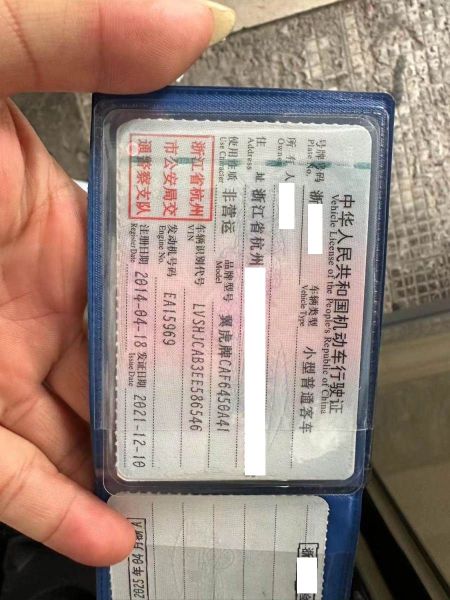 中华人民共和国机动车行驶证
Vehicle License of the People's Republic of China
号牌号码 浙 车辆类型 小型普通客车
Plate No. Vehicle Type
所有人
Owner
住址 浙江省杭州
Address
使用性质 非营运 品牌型号 翼虎牌CAF6450A41
Use Character Model
浙江省杭州
市公安局交
通警察支队
车辆识别代号 LVSHJCAB3EE586546
VIN
发动机号码 EA15969
Engine No.
注册日期 2014-04-18 发证日期 2021-12-10
Register Date Issue Date
浙